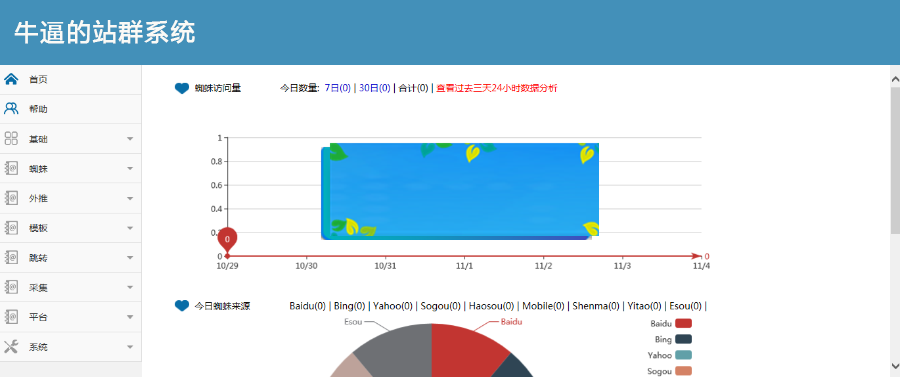 牛逼的站群系统
首页
帮助
基础
蜘蛛
外推
模板
跳转
采集
平台
系统
蜘蛛访问量 今日数量: 7日(0) | 30日(0) | 合计(0) | 查看过去三天24小时数据分析
1
0.8
0.6
0.4
0
0
0
10/29 10/30 10/31 11/1 11/2 11/3 11/4
今日蜘蛛来源 Baidu(0) | Bing(0) | Yahoo(0) | Sogou(0) | Haosou(0) | Mobile(0) | Shenma(0) | Yitao(0) | Esou(0) |
Esou Baidu
Baidu
Bing
Yahoo
Sogou